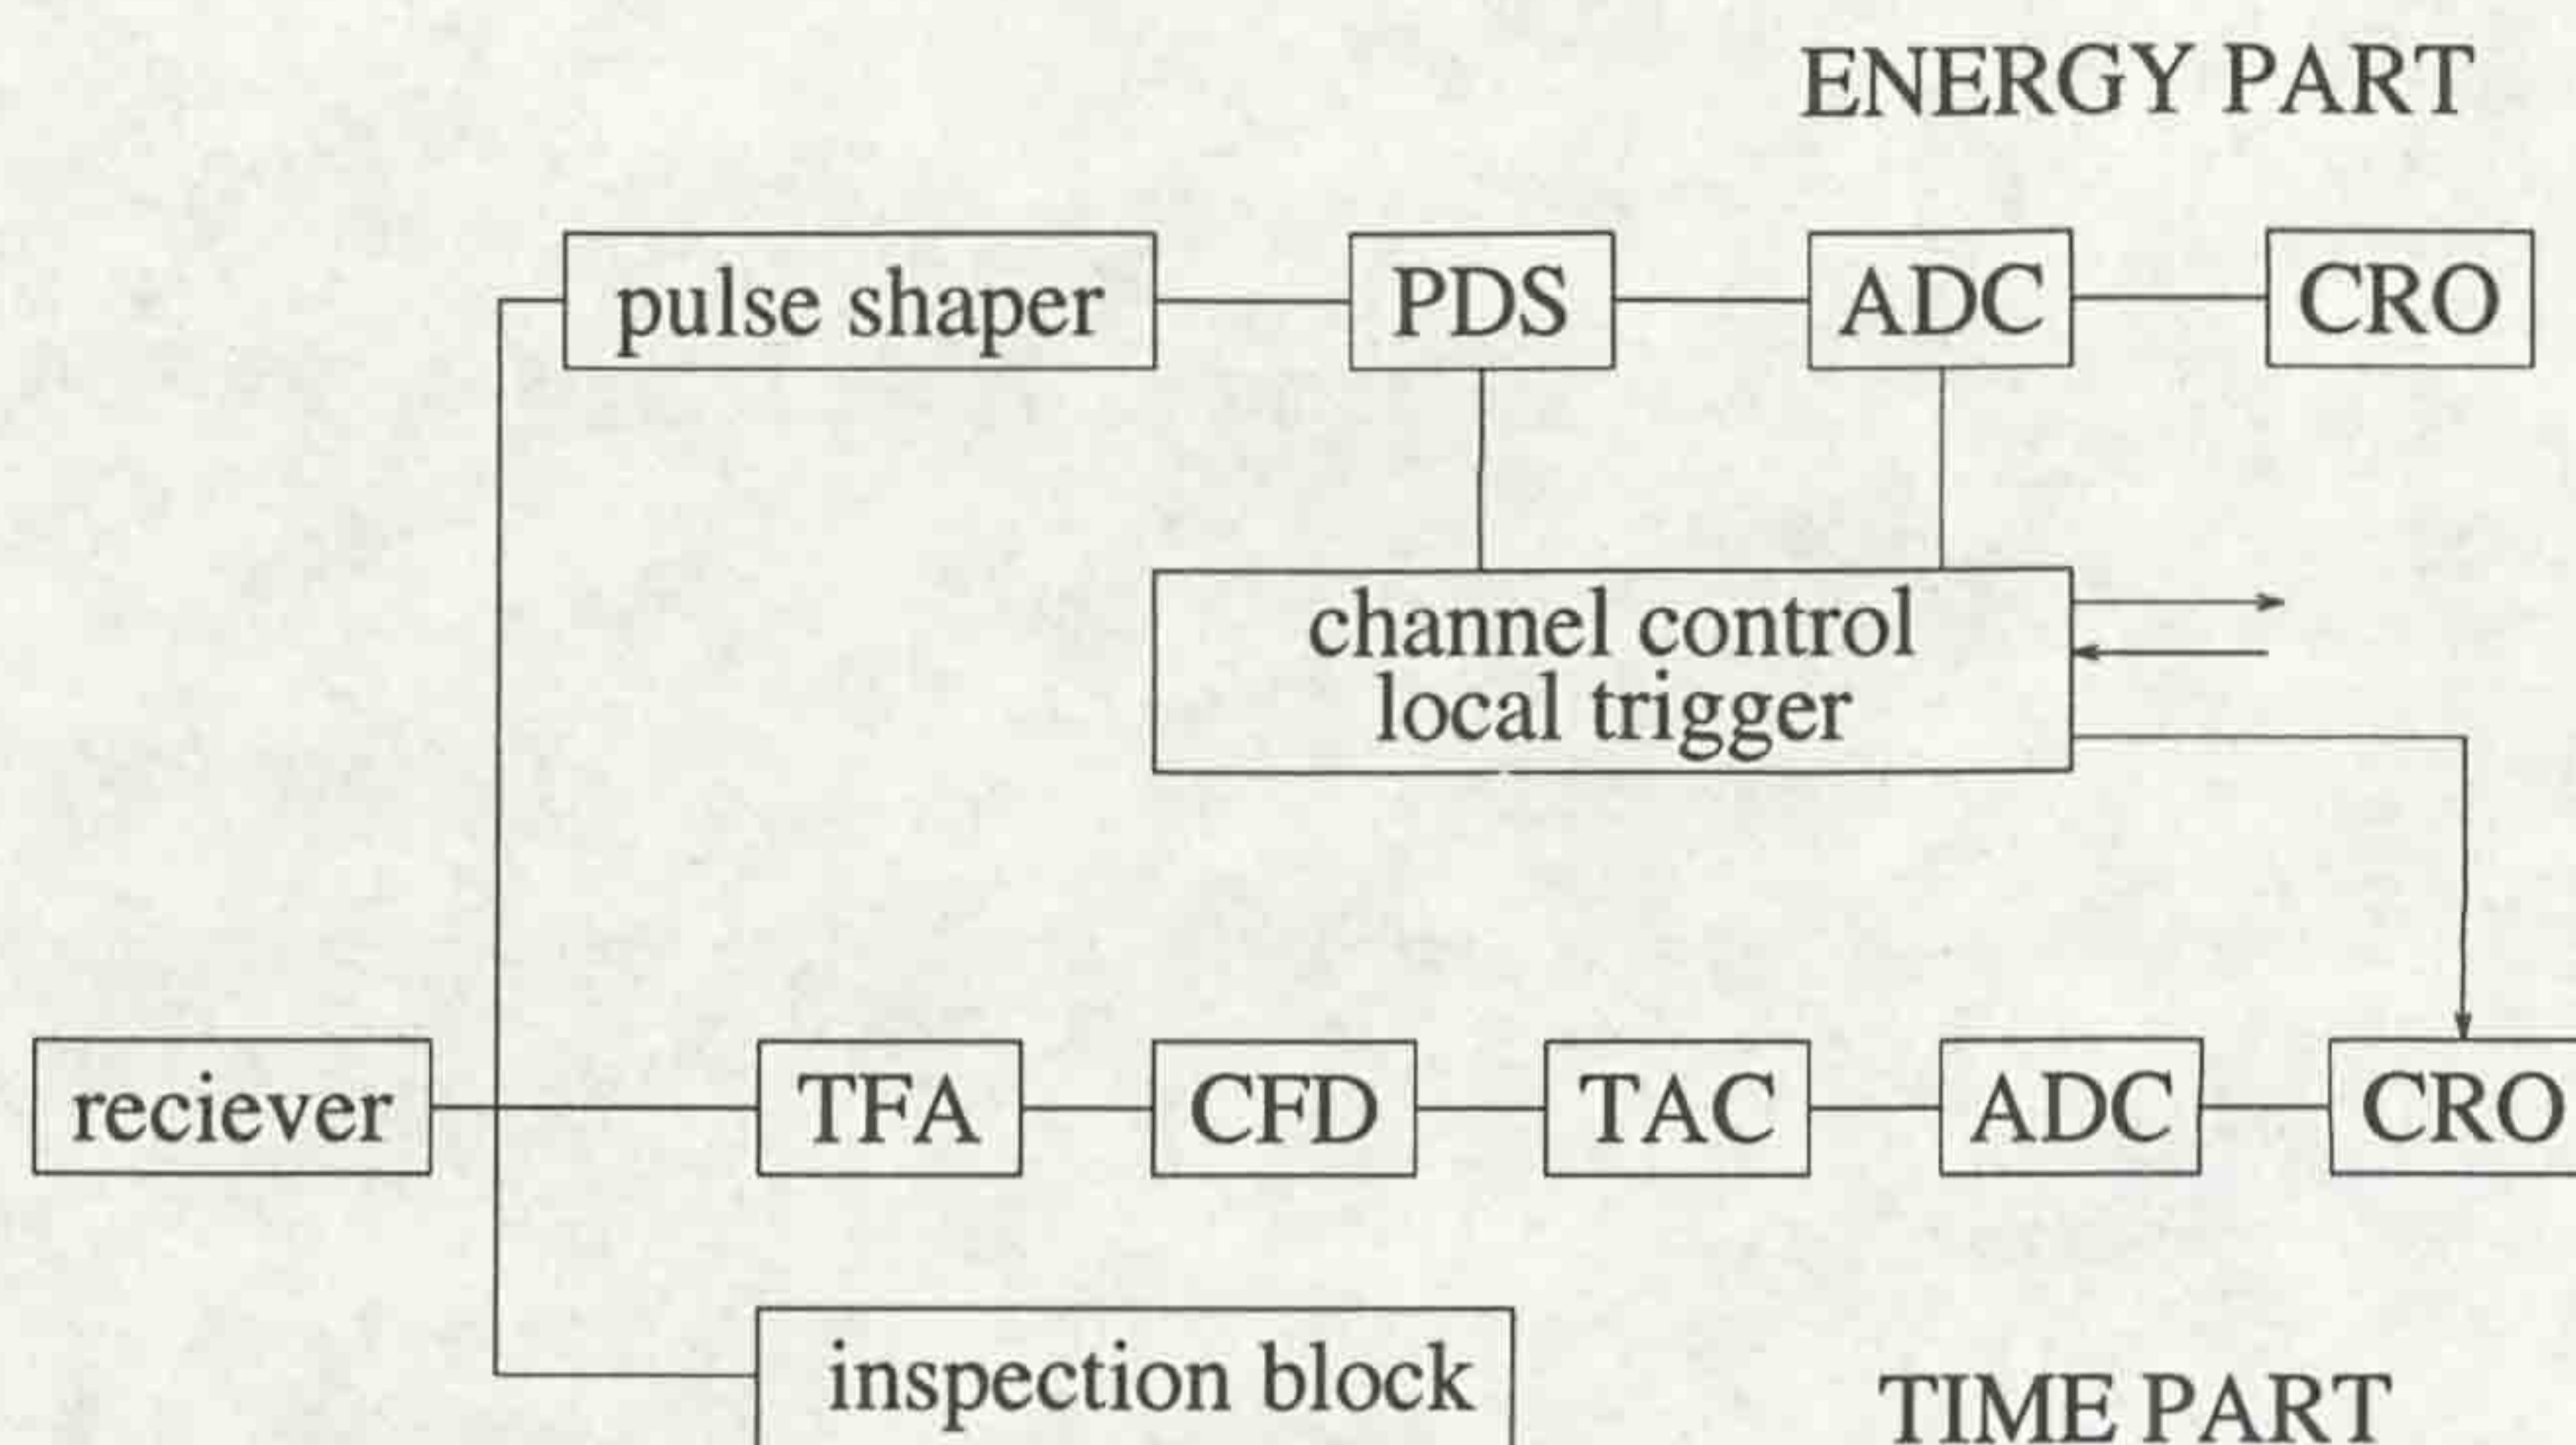 ENERGY PART
pulse shaper
PDS
ADC
CRO
channel control
local trigger
reciever
TFA
CFD
TAC
ADC
CRO
inspection block
TIME PART